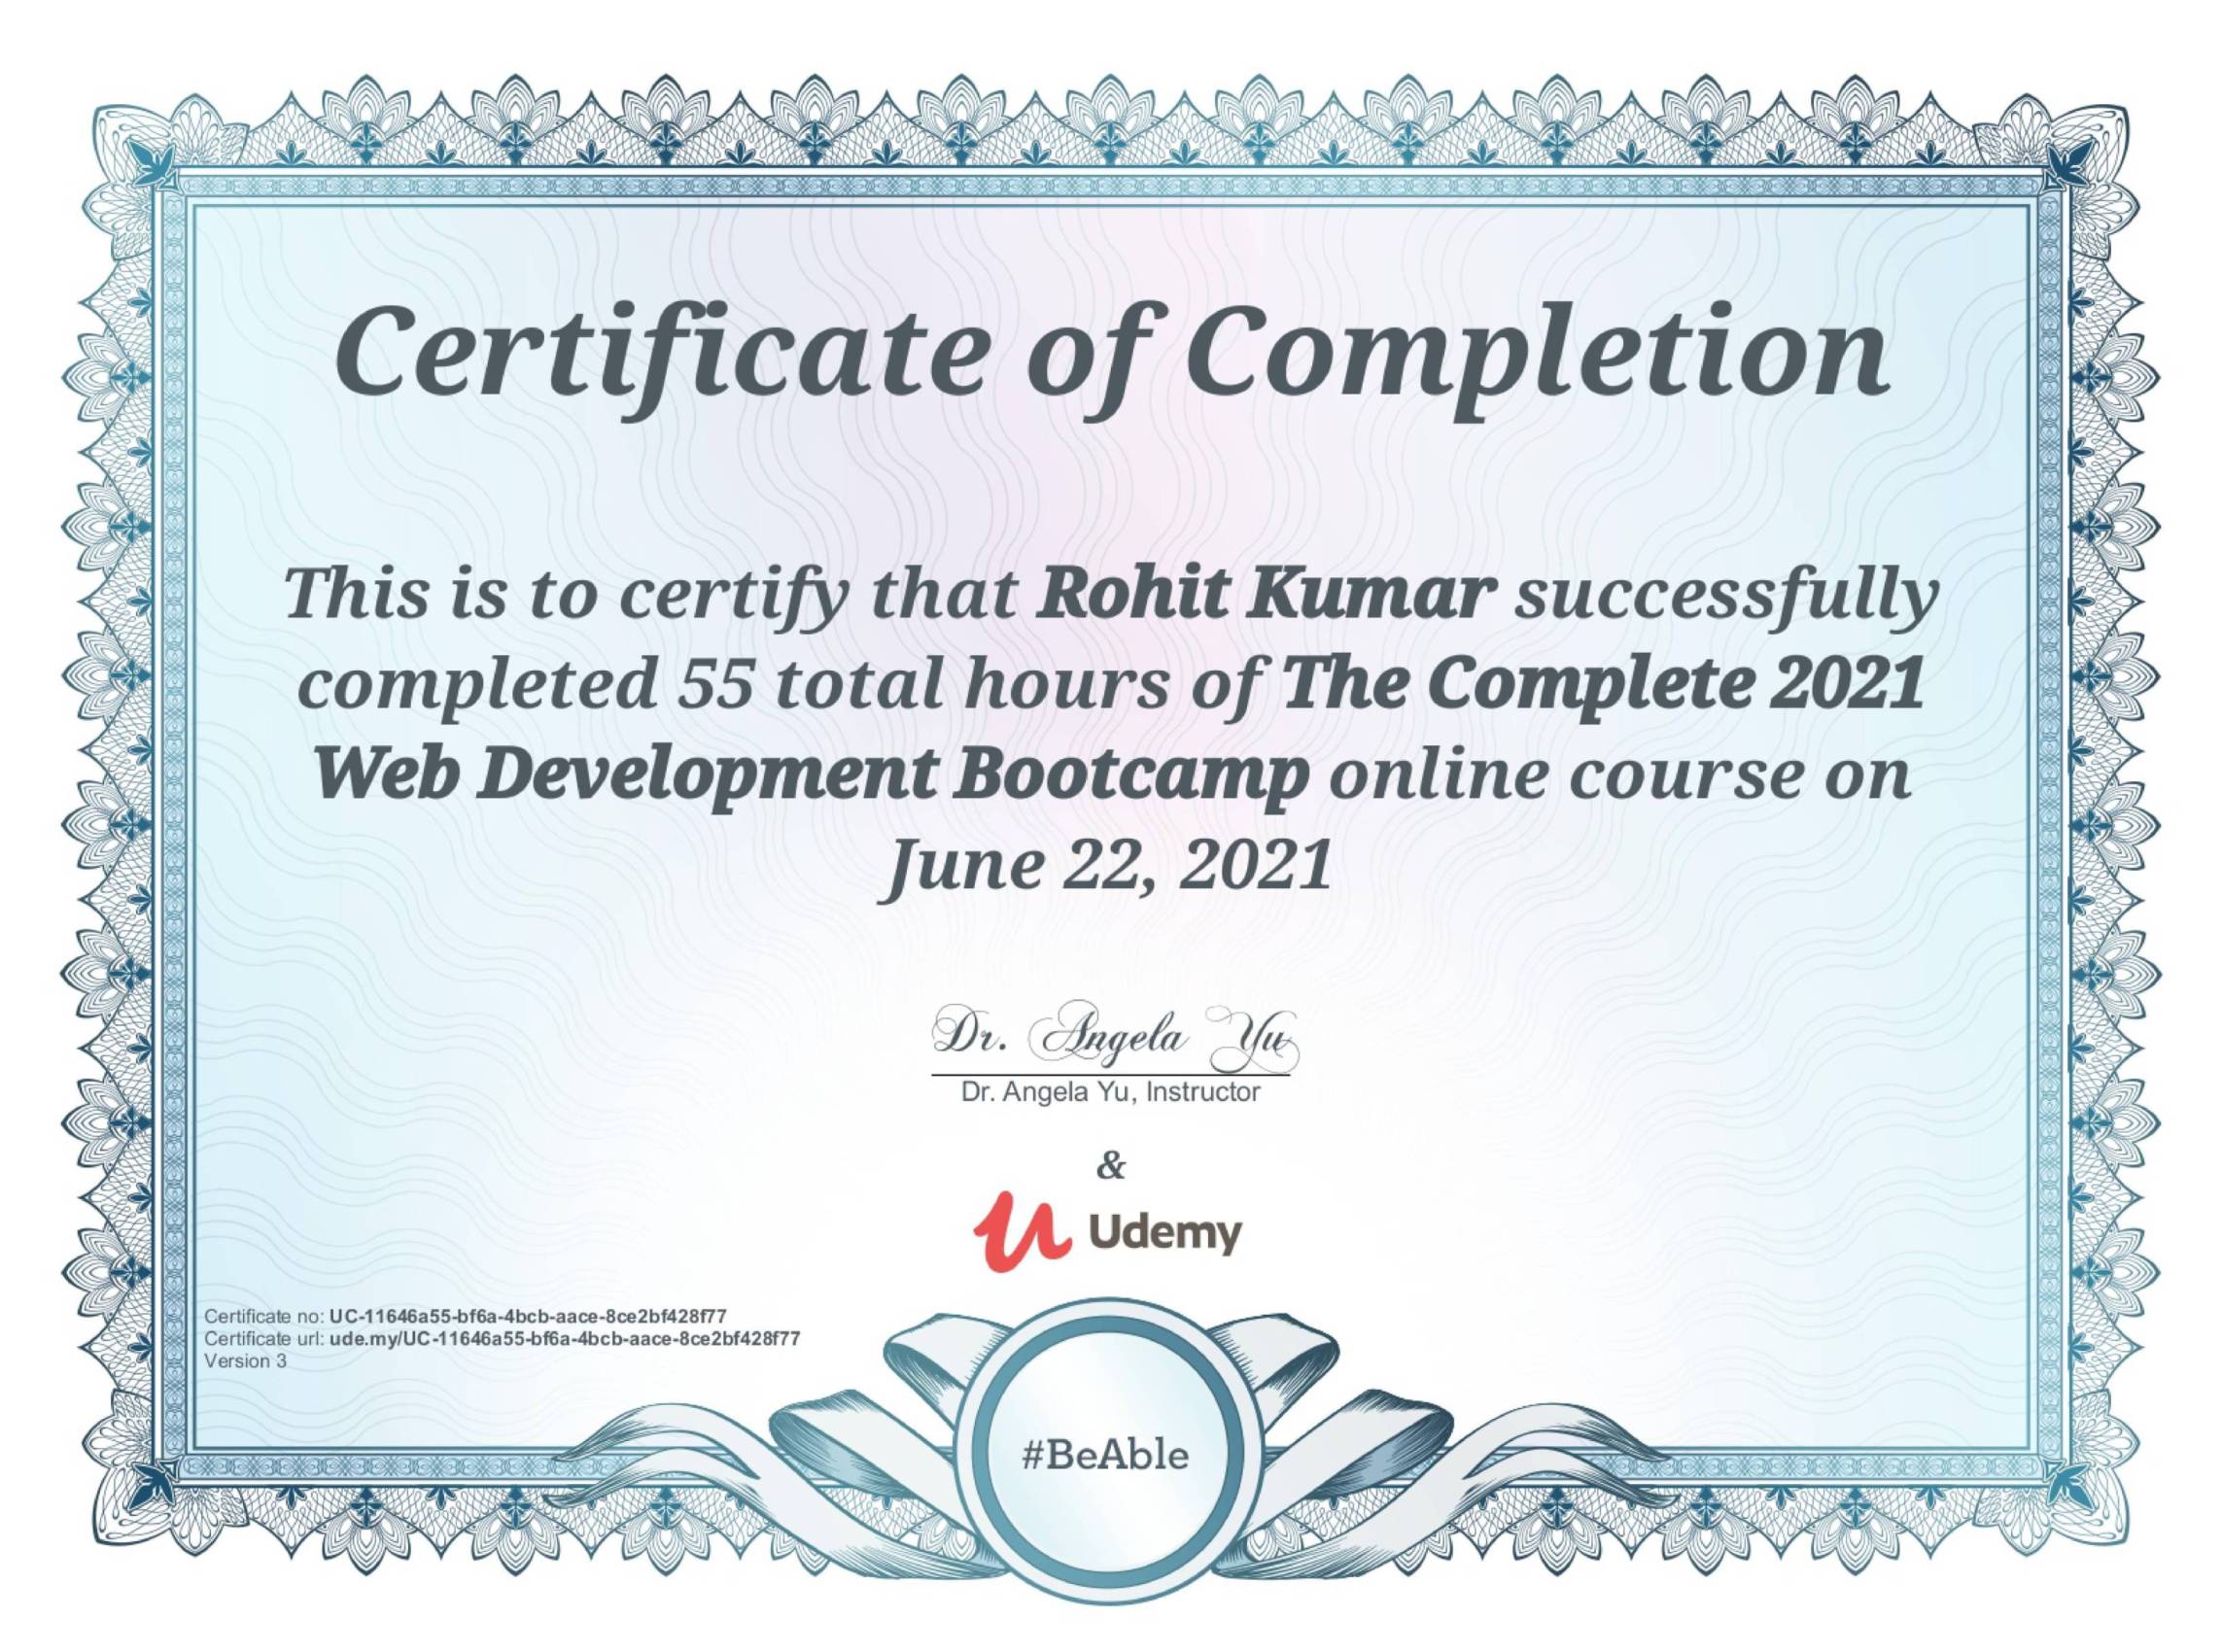 Certificate of Completion
This is to certify that Rohit Kumar successfully
completed 55 total hours of The Complete 2021
Web Development Bootcamp online course on
June 22, 2021
Dr. Angela Yu
Dr. Angela Yu, Instructor
&
Udemy
Certificate no: UC-11646a55-bf6a-4bcb-aace-8ce2bf428f77
Certificate url: ude.my/UC-11646a55-bf6a-4bcb-aace-8ce2bf428f77
Version 3
#BeAble